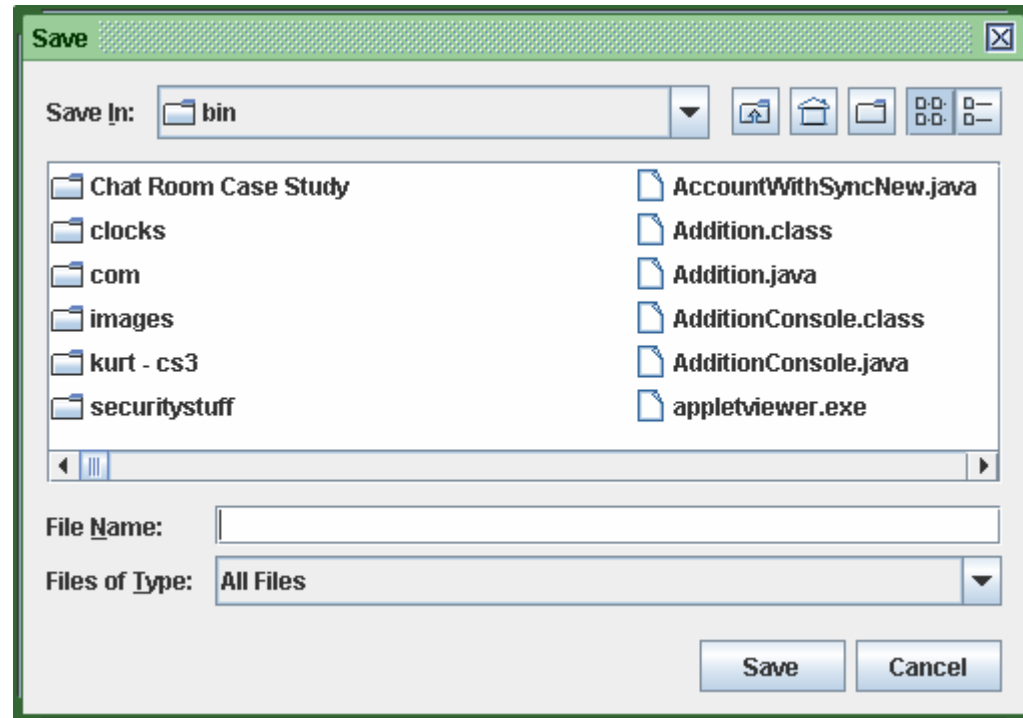 Save
Save In: bin
Chat Room Case Study
clocks
com
images
kurt - cs3
securitystuff
AccountWithSyncNew.java
Addition.class
Addition.java
AdditionConsole.class
AdditionConsole.java
appletviewer.exe
File Name:
Files of Type: All Files
Save Cancel